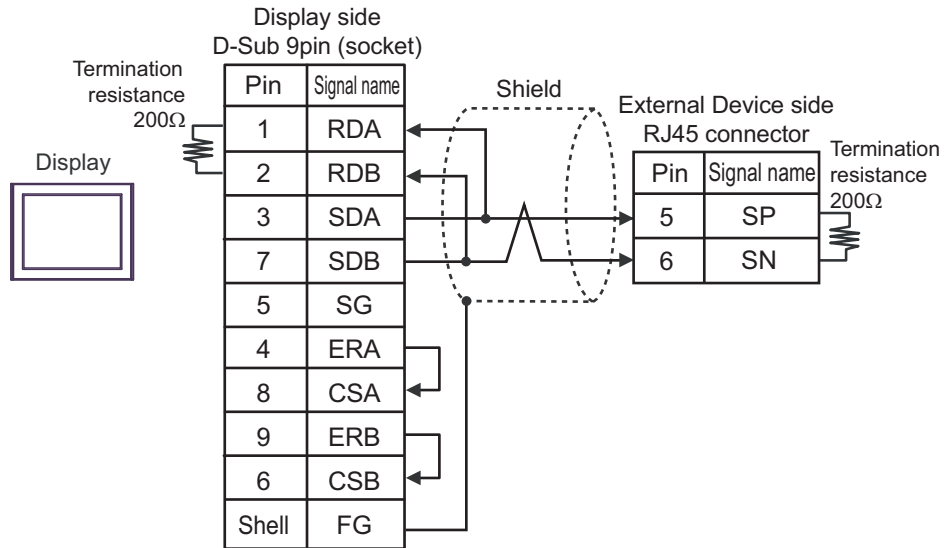 Display side
D-Sub 9pin (socket)
Termination
resistance
200Ω
Display
Pin Signal name
1 RDA
2 RDB
3 SDA
7 SDB
5 SG
4 ERA
8 CSA
9 ERB
6 CSB
Shell FG
Shield
External Device side
RJ45 connector
Pin Signal name
5 SP
6 SN
Termination
resistance
200Ω